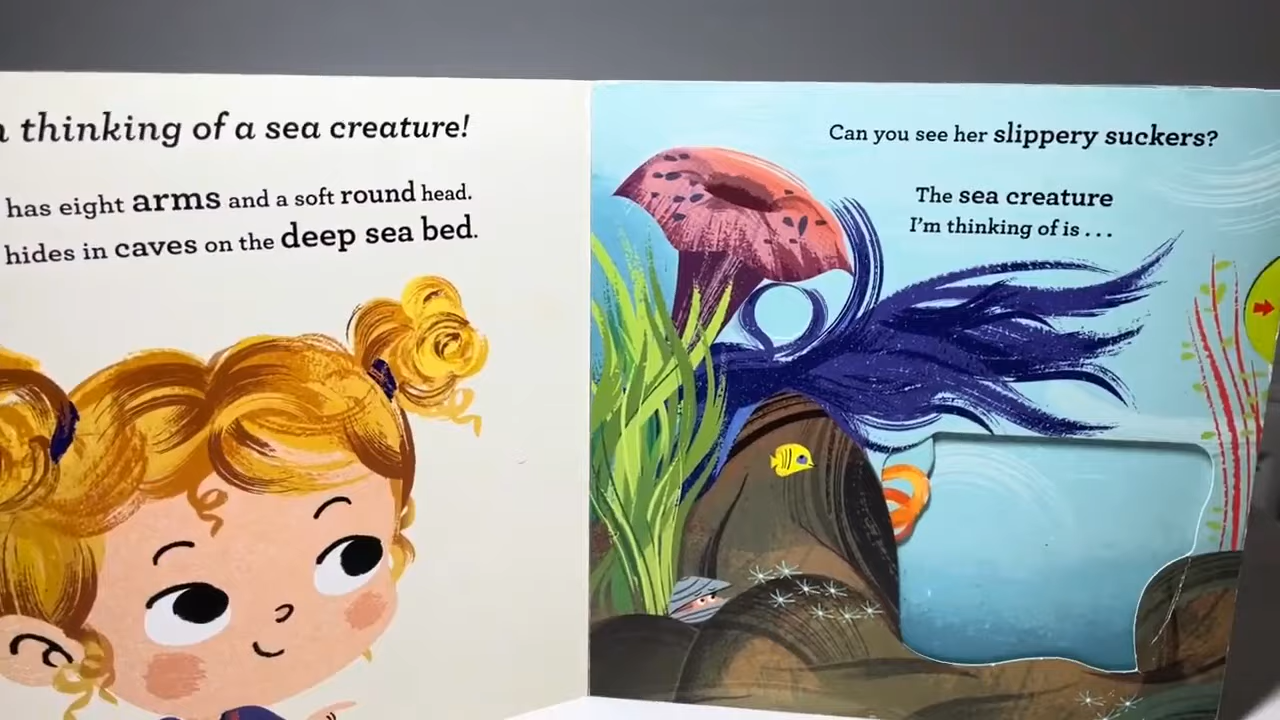 thinking of a sea creature!
has eight arms and a soft round head.
hides in caves on the deep sea bed.
Can you see her slippery suckers?
The sea creature
I'm thinking of is...